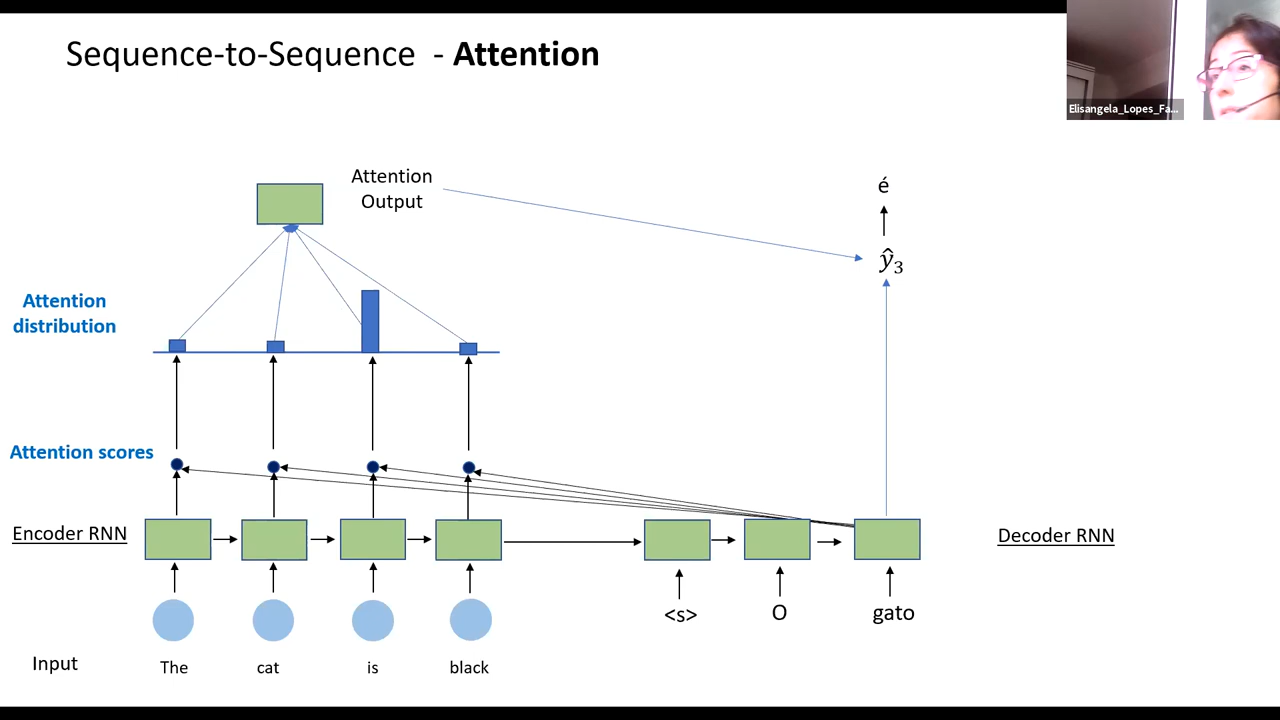 Sequence-to-Sequence - Attention
Elisangela_Lopes_Fa...
Attention
Output
é
ŷ3
Attention
distribution
Attention scores
Encoder RNN
Decoder RNN
<s>
O
gato
Input
The
cat
is
black